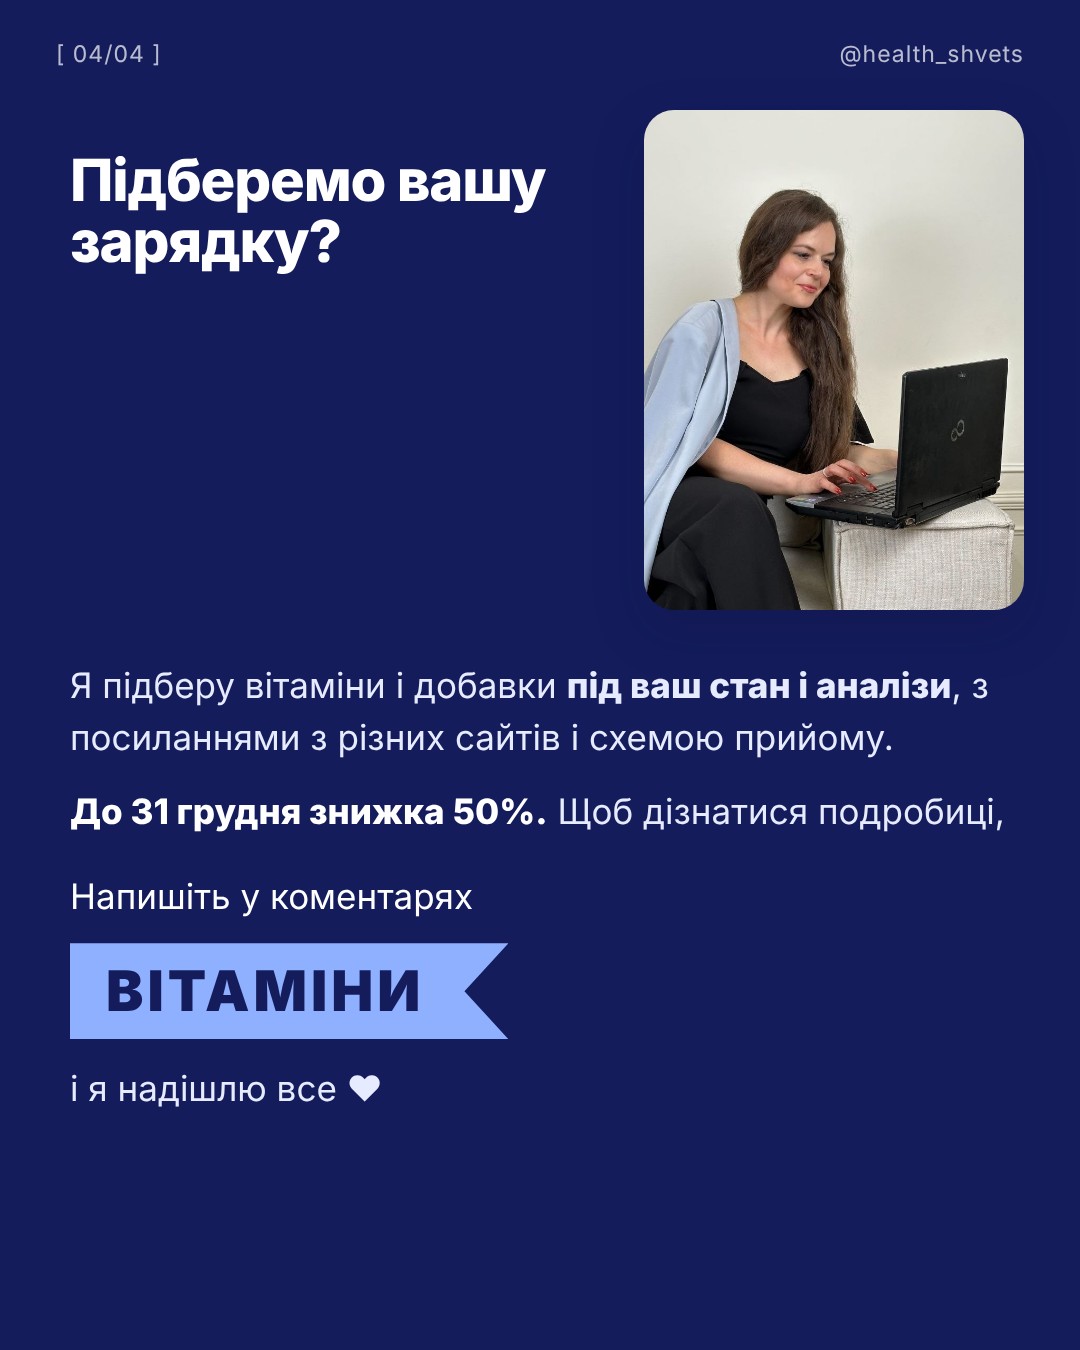 [ 04/04 ]
@health_shvets
Підберемо вашу
зарядку?
Я підберу вітаміни і добавки під ваш стан і аналізи, з
посиланнями з різних сайтів і схемою прийому.
До 31 грудня знижка 50%. Щоб дізнатися подробиці,
Напишіть у коментарях
ВІТАМІНИ
і я надішлю все ♥